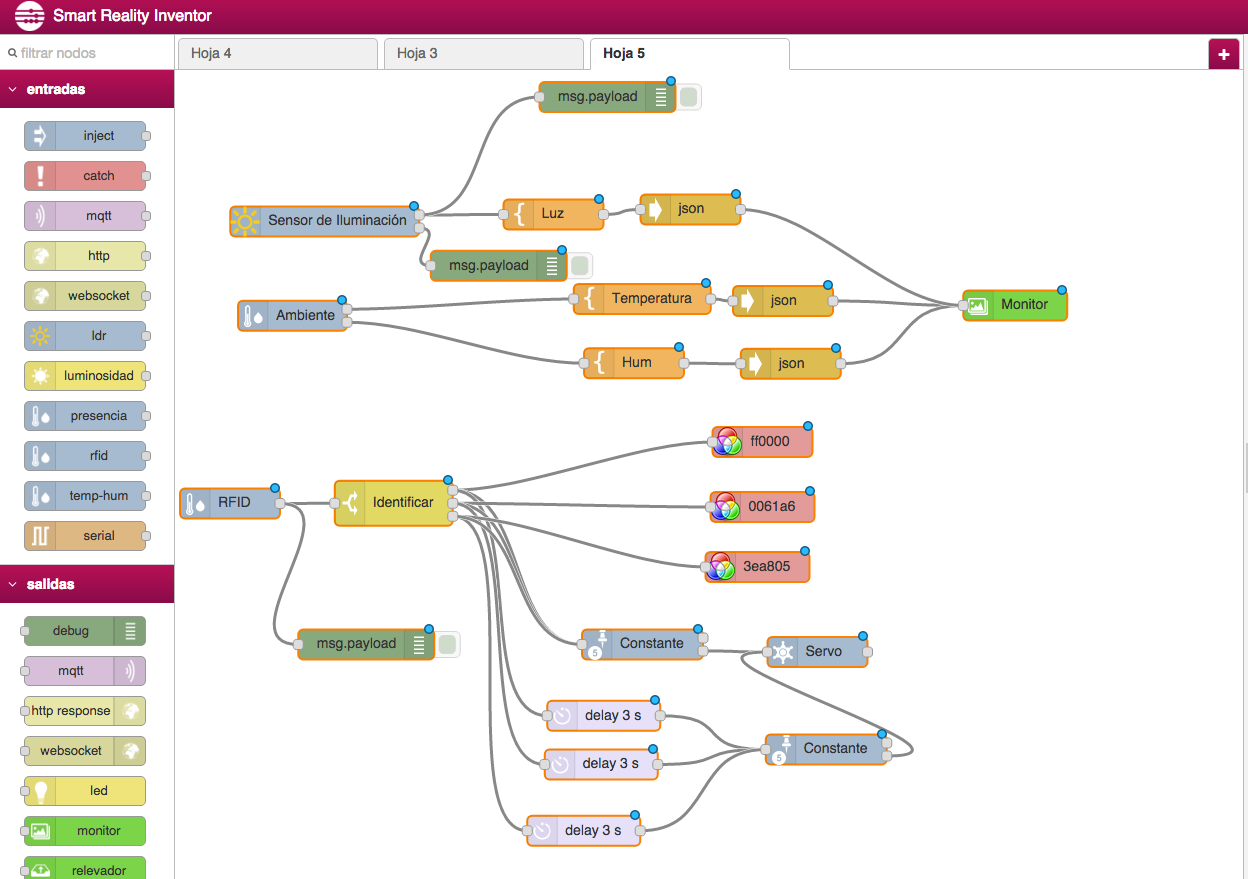 Smart Reality Inventor
filtrar nodos
Hoja 4
Hoja 3
Hoja 5
+
entradas
inject
catch
mqtt
http
websocket
ldr
luminosidad
presencia
rfid
temp-hum
serial
salidas
debug
mqtt
http response
websocket
led
monitor
relevador
msg.payload
Sensor de Iluminación
Luz
json
msg.payload
Ambiente
Temperatura
json
Monitor
Hum
json
RFID
Identificar
ff0000
0061a6
3ea805
msg.payload
5
Constante
Servo
delay 3 s
delay 3 s
5
Constante
delay 3 s